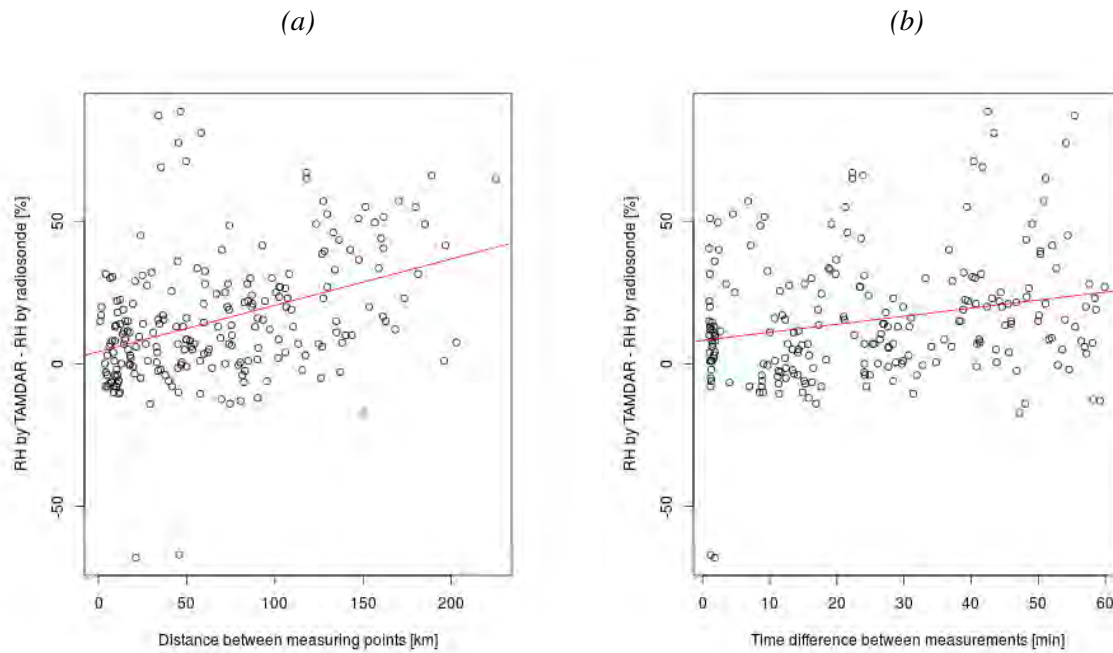 (a)
(b)
RH by TAMDAR - RH by radiosonde [%]
50
0
-50
0 50 100 150 200
Distance between measuring points [km]
RH by TAMDAR - RH by radiosonde [%]
50
0
-50
0 10 20 30 40 50 60
Time difference between measurements [min]